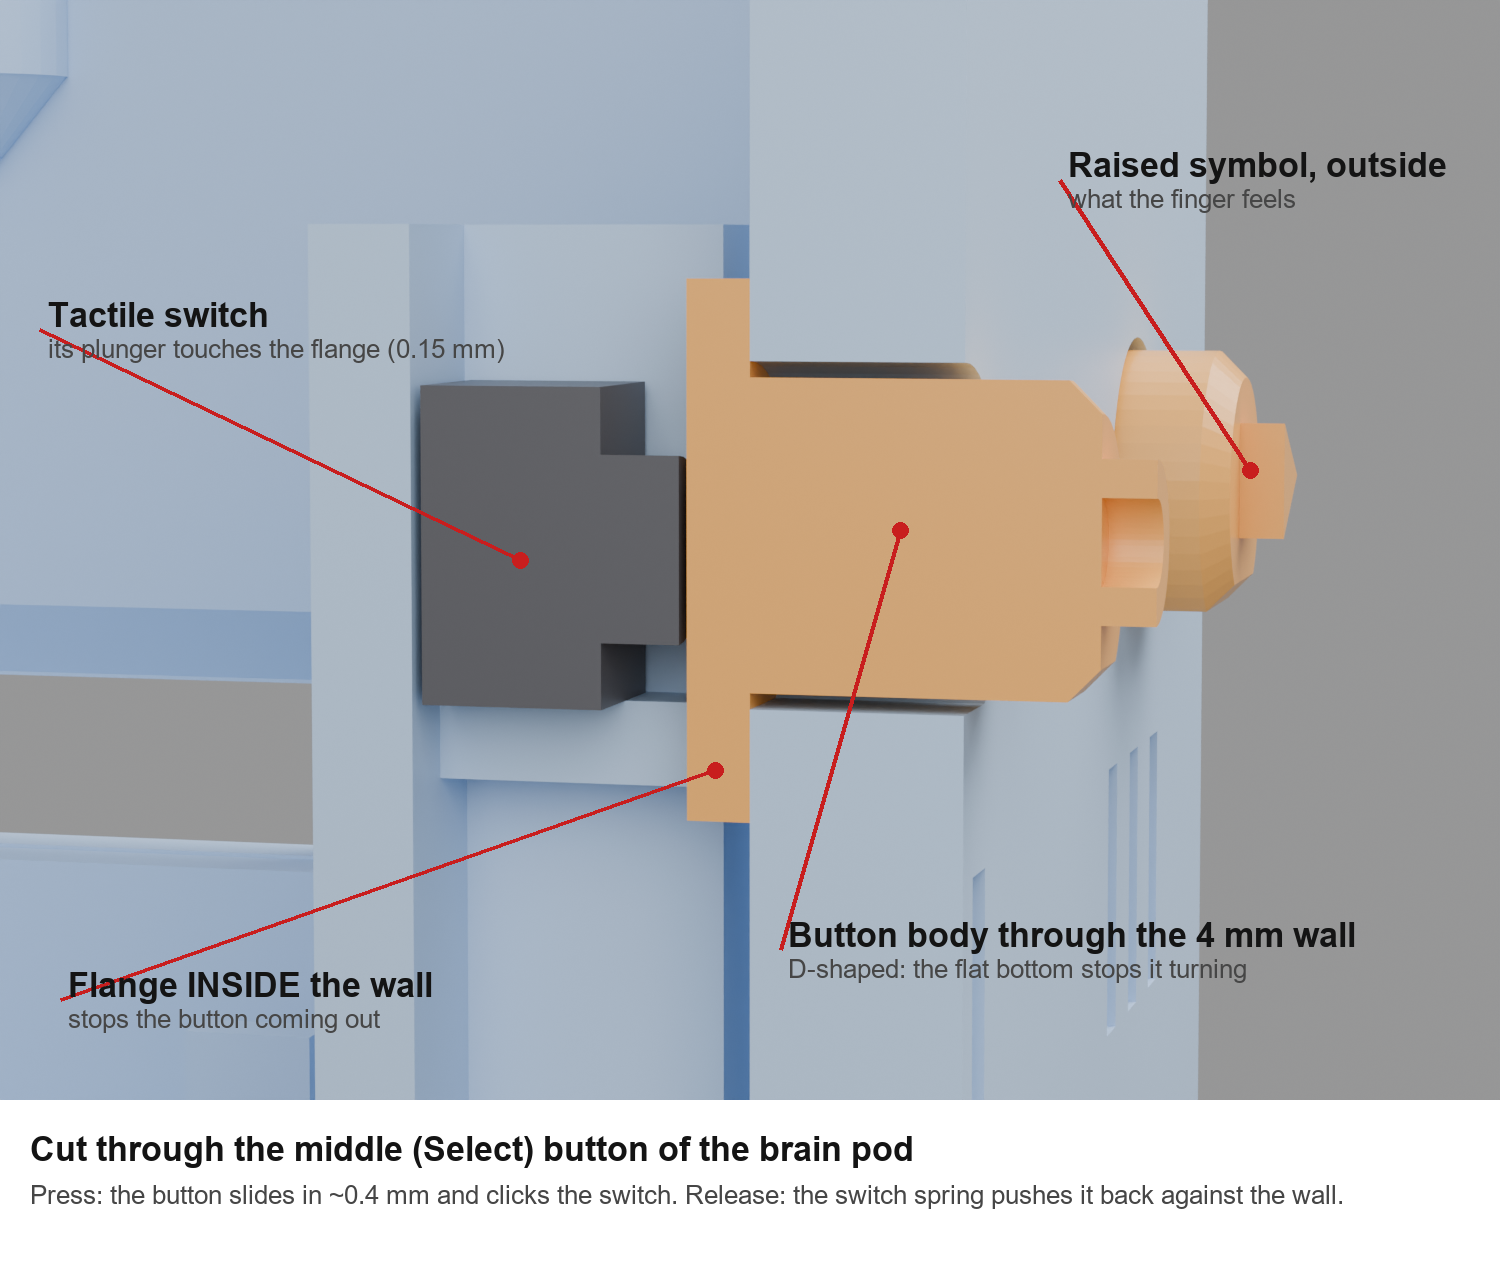 Raised symbol, outside
what the finger feels
Tactile switch
its plunger touches the flange (0.15 mm)
Button body through the 4 mm wall
D-shaped: the flat bottom stops it turning
Flange INSIDE the wall
stops the button coming out
Cut through the middle (Select) button of the brain pod
Press: the button slides in ~0.4 mm and clicks the switch. Release: the switch spring pushes it back against the wall.